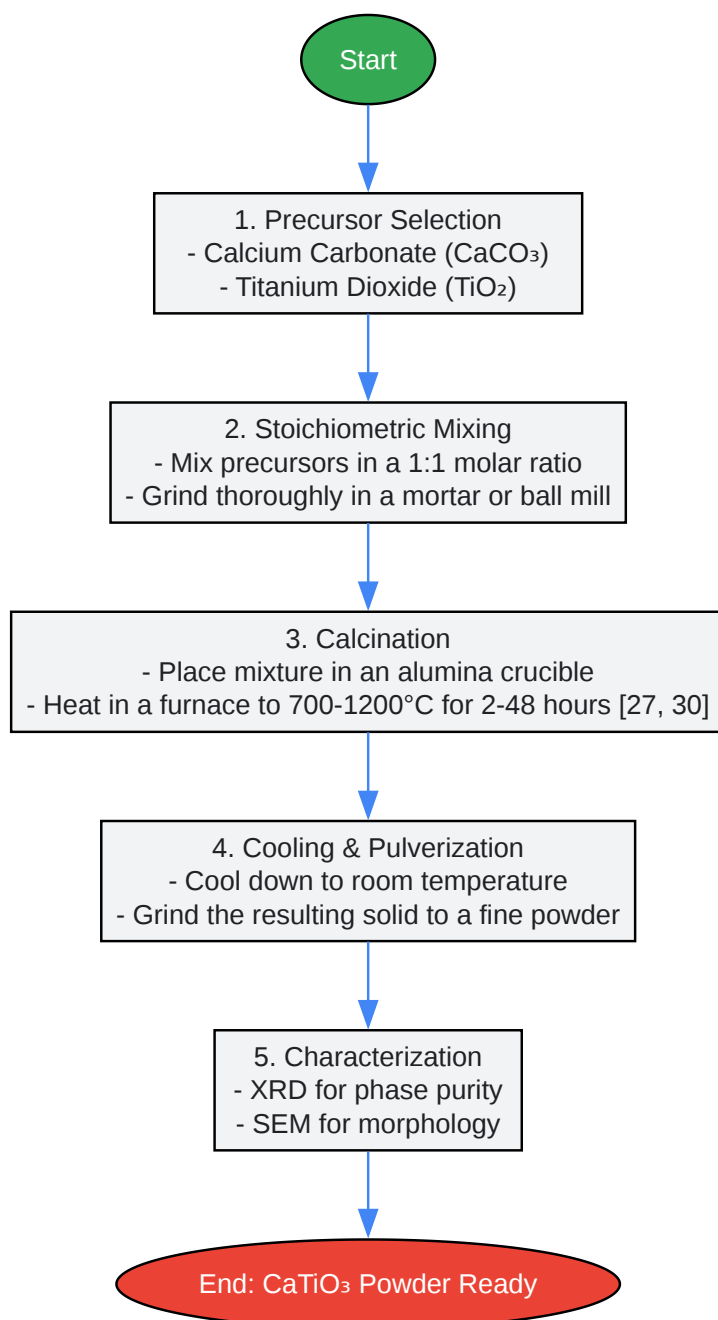 Start
1. Precursor Selection
- Calcium Carbonate (CaCO₃)
- Titanium Dioxide (TiO₂)
2. Stoichiometric Mixing
- Mix precursors in a 1:1 molar ratio
- Grind thoroughly in a mortar or ball mill
3. Calcination
- Place mixture in an alumina crucible
- Heat in a furnace to 700-1200°C for 2-48 hours [27, 30]
4. Cooling & Pulverization
- Cool down to room temperature
- Grind the resulting solid to a fine powder
5. Characterization
- XRD for phase purity
- SEM for morphology
End: CaTiO₃ Powder Ready